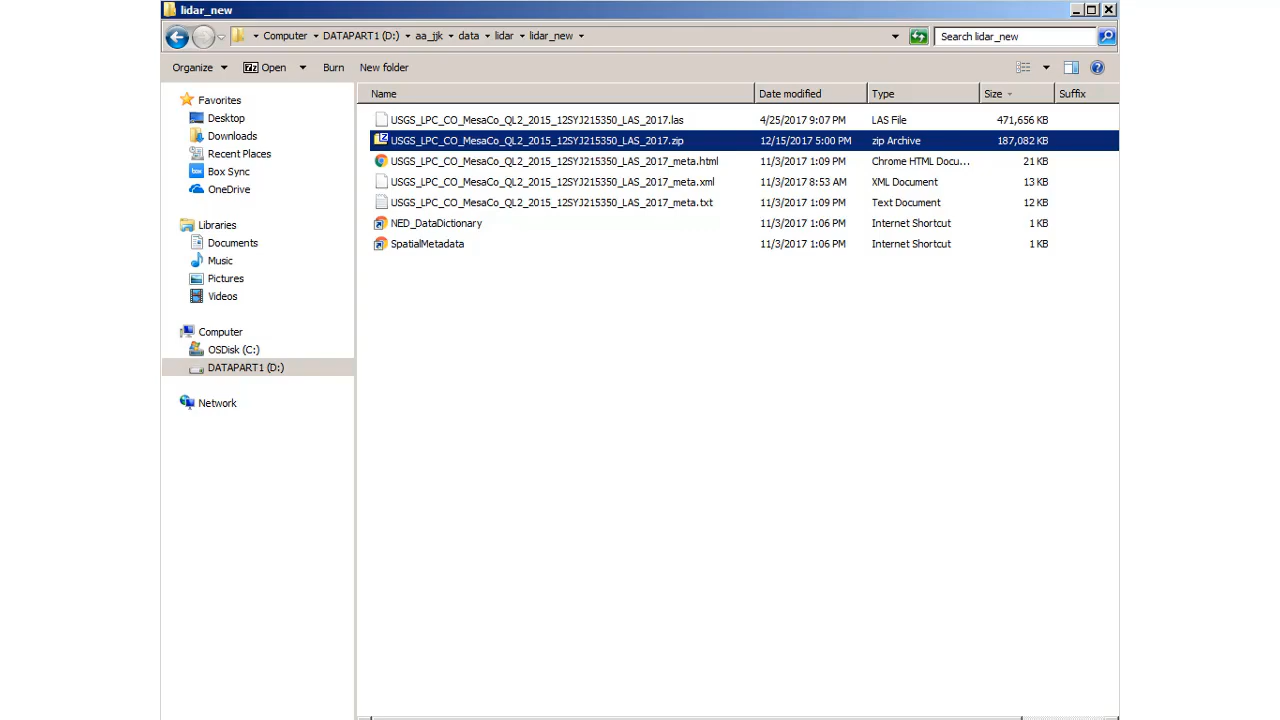 lidar_new
Computer DATAPART1 (D:) aa_jjk data lidar lidar_new
Search lidar_new
Organize Open Burn New folder
Name Date modified Type Size Suffix
Favorites
Desktop
Downloads
Recent Places
Box Sync
OneDrive
Libraries
Documents
Music
Pictures
Videos
Computer
OSDisk (C:)
DATAPART1 (D:)
Network
USGS_LPC_CO_MesaCo_QL2_2015_12SYJ215350_LAS_2017.las 4/25/2017 9:07 PM LAS File 471,656 KB
USGS_LPC_CO_MesaCo_QL2_2015_12SYJ215350_LAS_2017.zip 12/15/2017 5:00 PM zip Archive 187,082 KB
USGS_LPC_CO_MesaCo_QL2_2015_12SYJ215350_LAS_2017_meta.html 11/3/2017 1:09 PM Chrome HTML Docu... 21 KB
USGS_LPC_CO_MesaCo_QL2_2015_12SYJ215350_LAS_2017_meta.xml 11/3/2017 8:53 AM XML Document 13 KB
USGS_LPC_CO_MesaCo_QL2_2015_12SYJ215350_LAS_2017_meta.txt 11/3/2017 1:09 PM Text Document 12 KB
NED_DataDictionary 11/3/2017 1:06 PM Internet Shortcut 1 KB
SpatialMetadata 11/3/2017 1:06 PM Internet Shortcut 1 KB